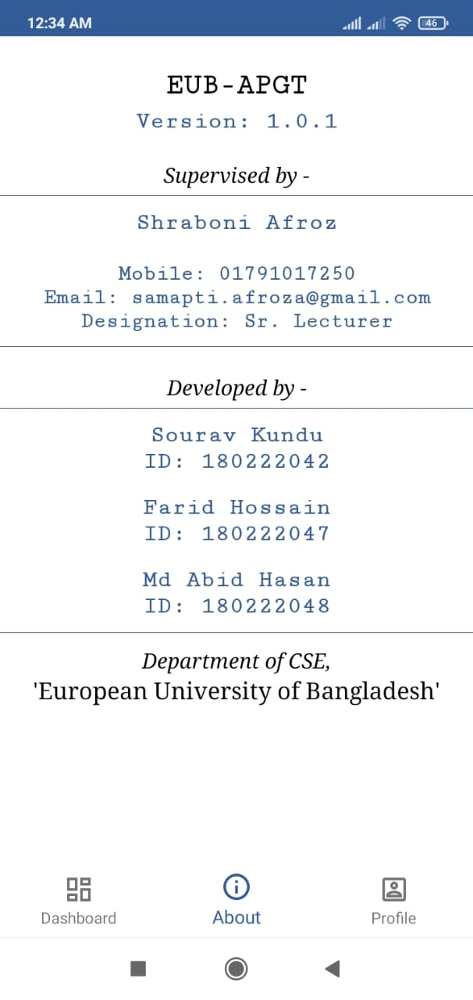 12:34 AM 46
EUB-APGT
Version: 1.0.1
Supervised by -
Shraboni Afroz
Mobile: 01791017250
Email: samapti.afroza@gmail.com
Designation: Sr. Lecturer
Developed by -
Sourav Kundu
ID: 180222042
Farid Hossain
ID: 180222047
Md Abid Hasan
ID: 180222048
Department of CSE,
'European University of Bangladesh'
Dashboard About Profile